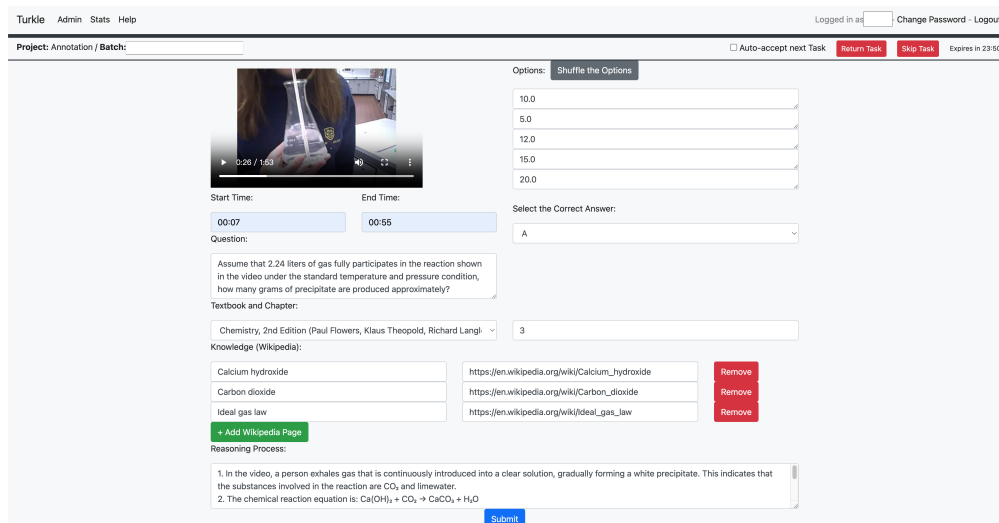 Turkle Admin Stats Help Logged in as - Change Password - Logout
Project: Annotation / Batch: Auto-accept next Task Return Task Skip Task Expires in 23:50
Options: Shuffle the Options
10.0
5.0
12.0
15.0
20.0
0:26 / 1:53
Start Time: End Time:
00:07 00:55
Select the Correct Answer:
A
Question:
Assume that 2.24 liters of gas fully participates in the reaction shown
in the video under the standard temperature and pressure condition,
how many grams of precipitate are produced approximately?
Textbook and Chapter:
Chemistry, 2nd Edition (Paul Flowers, Klaus Theopold, Richard Langl 3
Knowledge (Wikipedia):
Calcium hydroxide https://en.wikipedia.org/wiki/Calcium_hydroxide Remove
Carbon dioxide https://en.wikipedia.org/wiki/Carbon_dioxide Remove
Ideal gas law https://en.wikipedia.org/wiki/Ideal_gas_law Remove
+ Add Wikipedia Page
Reasoning Process:
1. In the video, a person exhales gas that is continuously introduced into a clear solution, gradually forming a white precipitate. This indicates that
the substances involved in the reaction are CO₂ and limewater.
2. The chemical reaction equation is: Ca(OH)₂ + CO₂ → CaCO₃ + H₂O
Submit